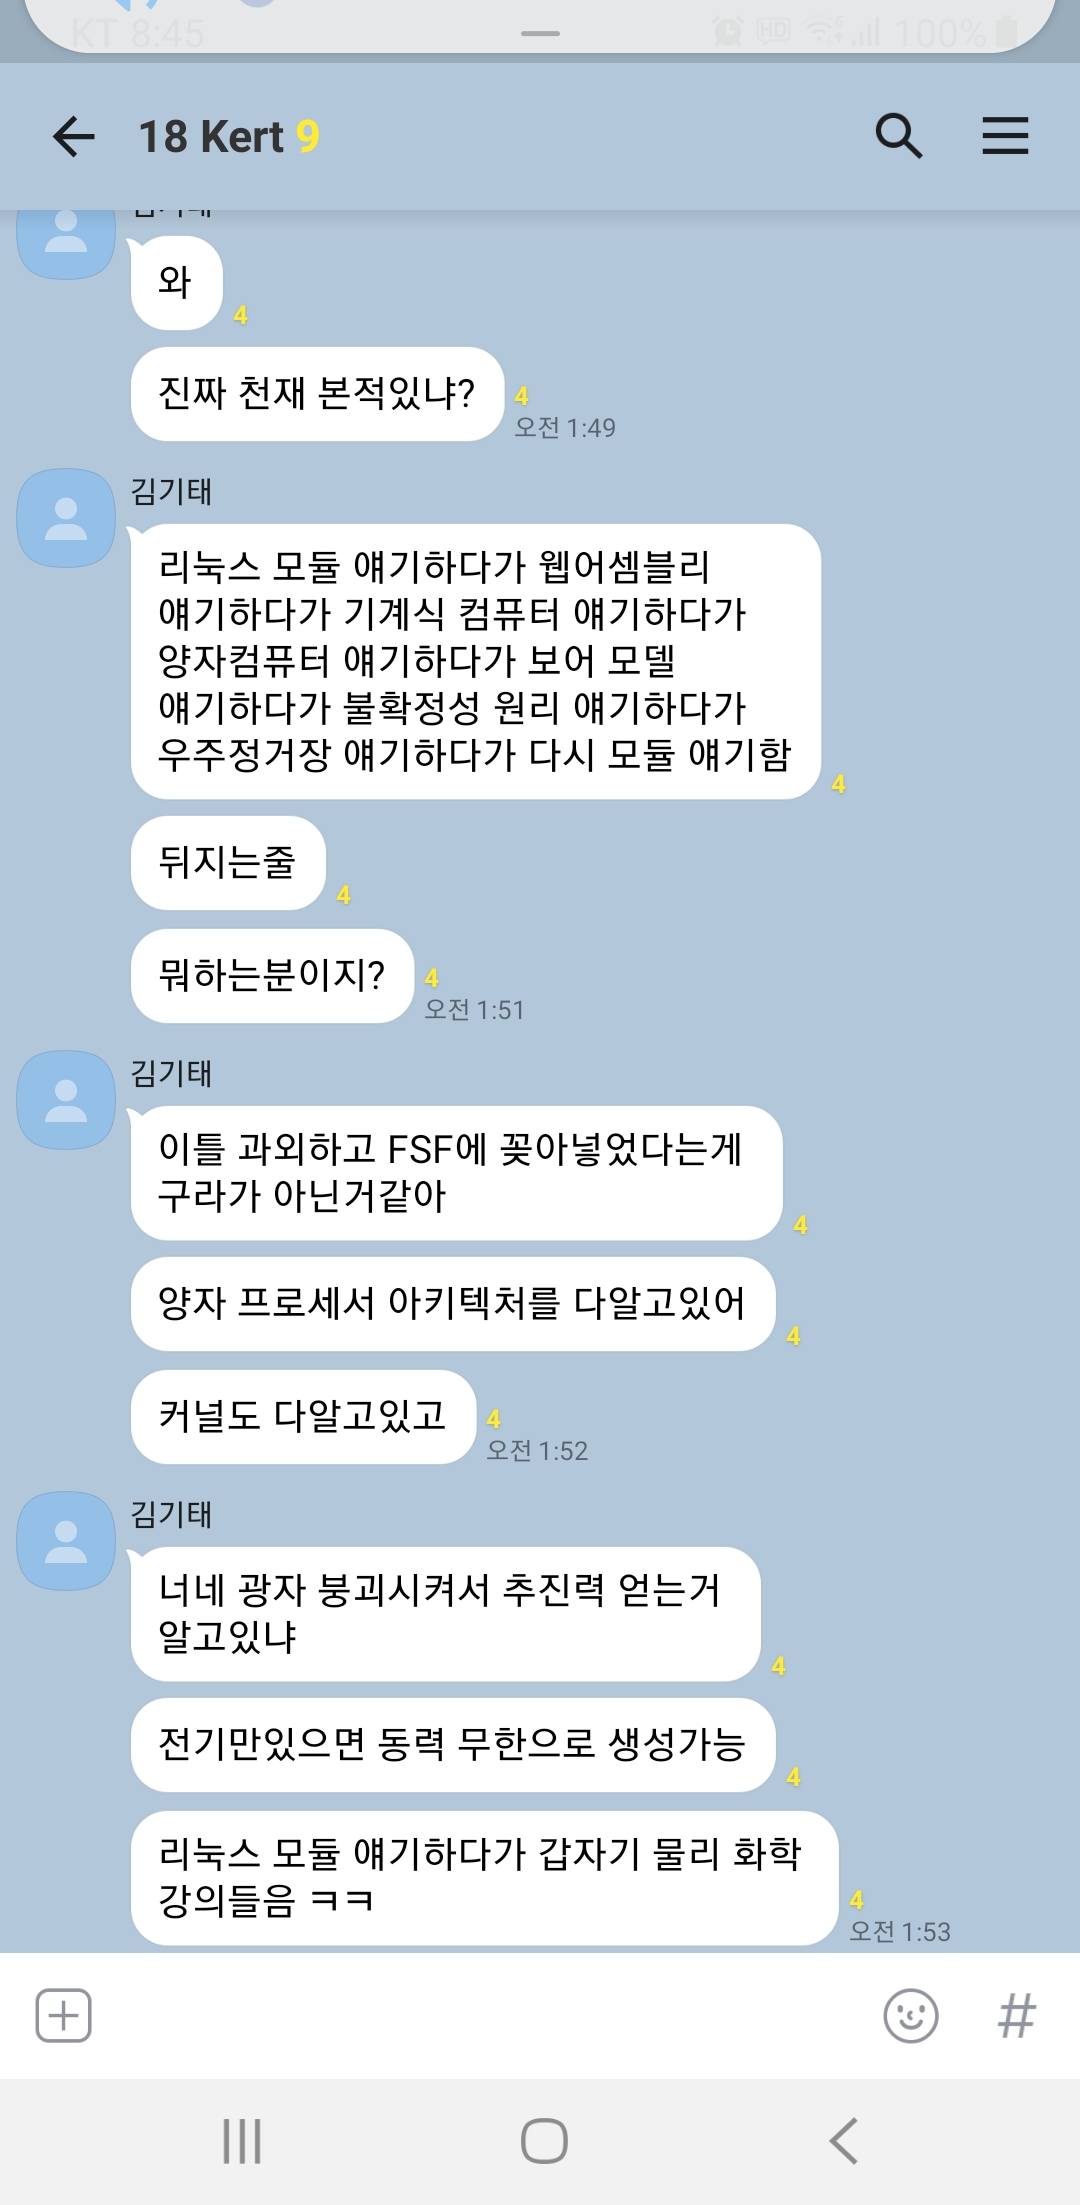 KT 8:45
HD
100%
18 Kert 9
김기태
와
4
진짜 천재 본적있냐?
4
오전 1:49
김기태
리눅스 모듈 얘기하다가 웹어셈블리
얘기하다가 기계식 컴퓨터 얘기하다가
양자컴퓨터 얘기하다가 보어 모델
얘기하다가 불확정성 원리 얘기하다가
우주정거장 얘기하다가 다시 모듈 얘기함
4
뒤지는줄
4
뭐하는분이지?
4
오전 1:51
김기태
이틀 과외하고 FSF에 꽂아넣었다는게
구라가 아닌거같아
4
양자 프로세서 아키텍처를 다알고있어
4
커널도 다알고있고
4
오전 1:52
김기태
너네 광자 붕괴시켜서 추진력 얻는거
알고있냐
4
전기만있으면 동력 무한으로 생성가능
4
리눅스 모듈 얘기하다가 갑자기 물리 화학
강의들음 ㅋㅋ
4
오전 1:53
#